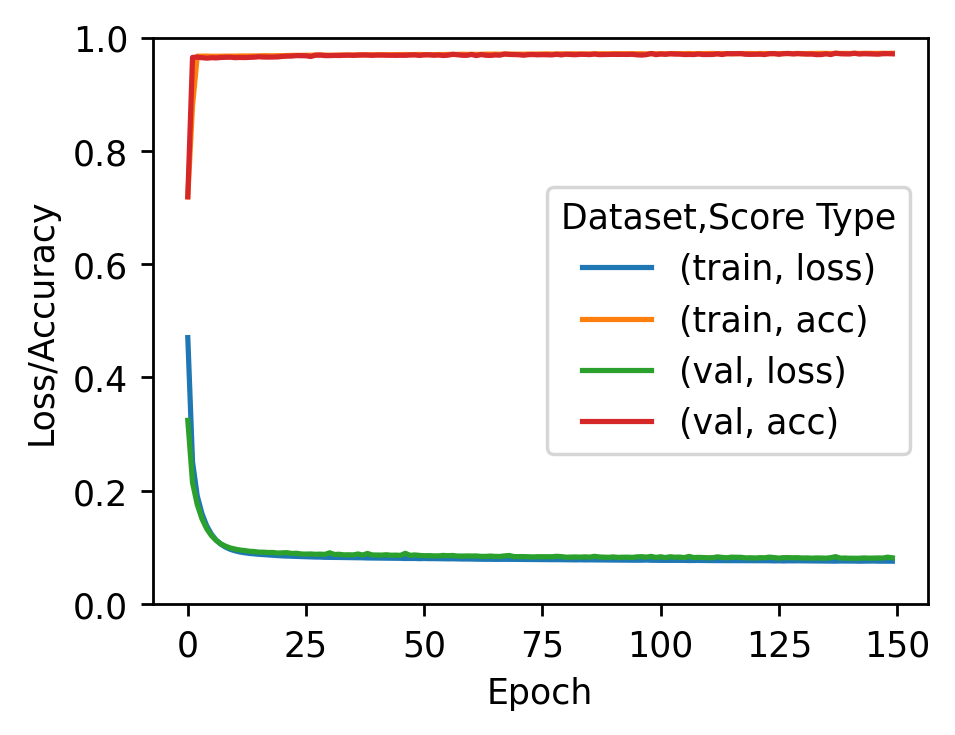 1.0
0.8
0.6
0.4
0.2
0.0
Loss/Accuracy
Dataset,Score Type
(train, loss)
(train, acc)
(val, loss)
(val, acc)
0 25 50 75 100 125 150
Epoch